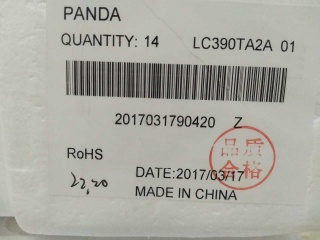 PANDA
QUANTITY: 14 LC390TA2A 01
2017031790420 Z
RoHS
品质
合格
DATE:2017/03/17
MADE IN CHINA